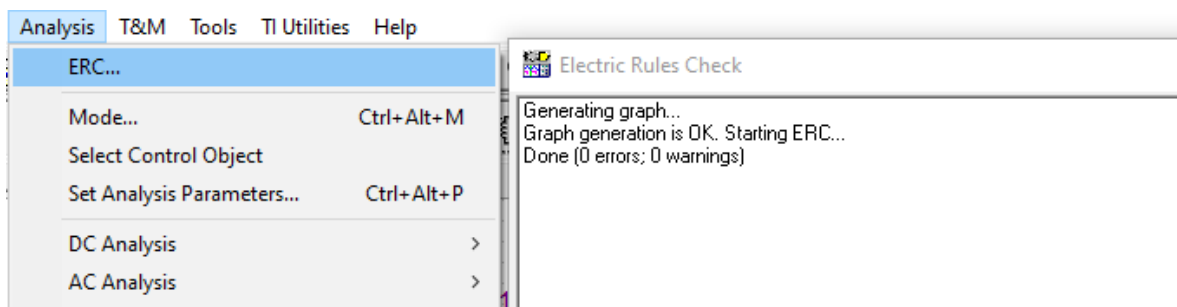 Analysis T&M Tools TI Utilities Help
ERC...
Mode... Ctrl+Alt+M
Select Control Object
Set Analysis Parameters... Ctrl+Alt+P
DC Analysis >
AC Analysis >
Electric Rules Check
Generating graph...
Graph generation is OK. Starting ERC...
Done (0 errors; 0 warnings)